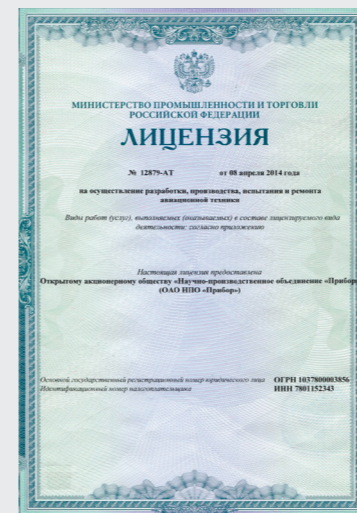 МИНИСТЕРСТВО ПРОМЫШЛЕННОСТИ И ТОРГОВЛИ
РОССИЙСКОЙ ФЕДЕРАЦИИ
ЛИЦЕНЗИЯ
№ 12879-АТ от 08 апреля 2014 года
на осуществление разработки, производства, испытания и ремонта
авиационной техники
Виды работ (услуг), выполняемых (оказываемых) в составе лицензируемого вида
деятельности: согласно приложению
Настоящая лицензия предоставлена
Открытому акционерному обществу «Научно-производственное объединение «Прибор
(ОАО НПО «Прибор»)
Основной государственный регистрационный номер юридического лица ОГРН 1037800003856
Идентификационный номер налогоплательщика ИНН 7801152343